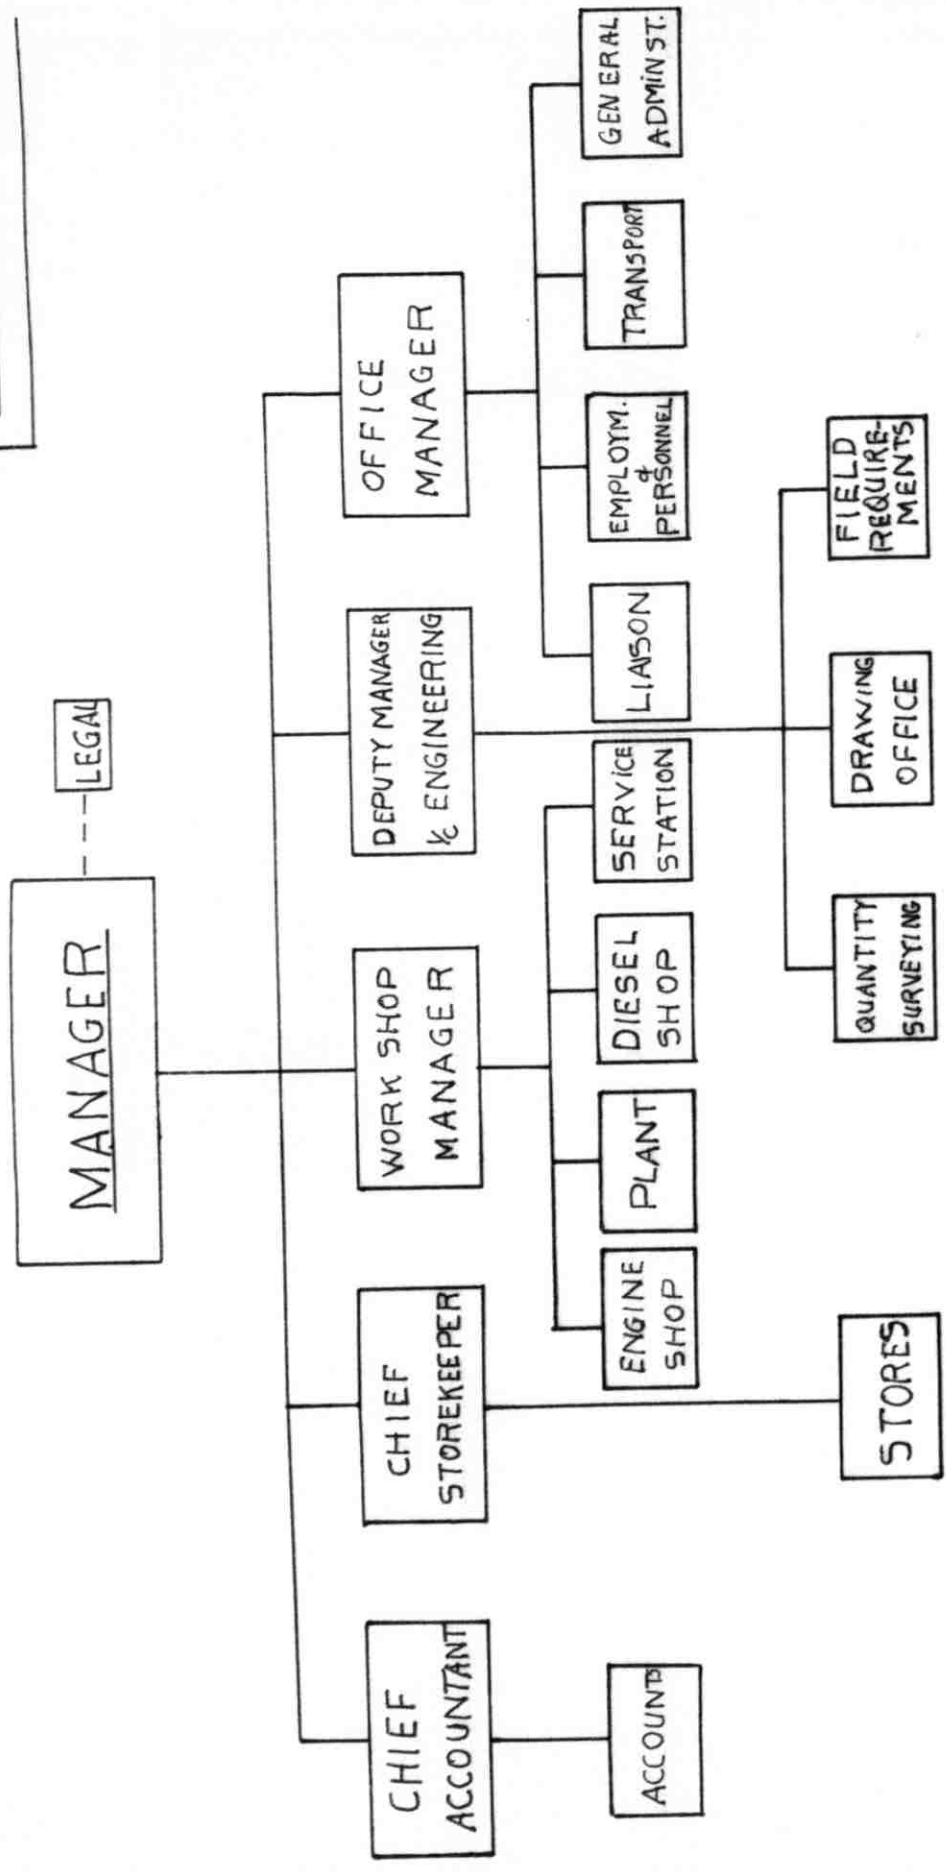 MANAGER
LEGAL
CHIEF
ACCOUNTANT
CHIEF
STOREKEEPER
WORK SHOP
MANAGER
DEPUTY MANAGER
I/C ENGINEERING
OFFICE
MANAGER
ACCOUNTS
ENGINE
SHOP
PLANT
DIESEL
SHOP
SERVICE
STATION
LIAISON
EMPLOYM.
&
PERSONNEL
TRANSPORT
GENERAL
ADMINST.
STORES
QUANTITY
SURVEYING
DRAWING
OFFICE
FIELD
REQUIRE-
MENTS